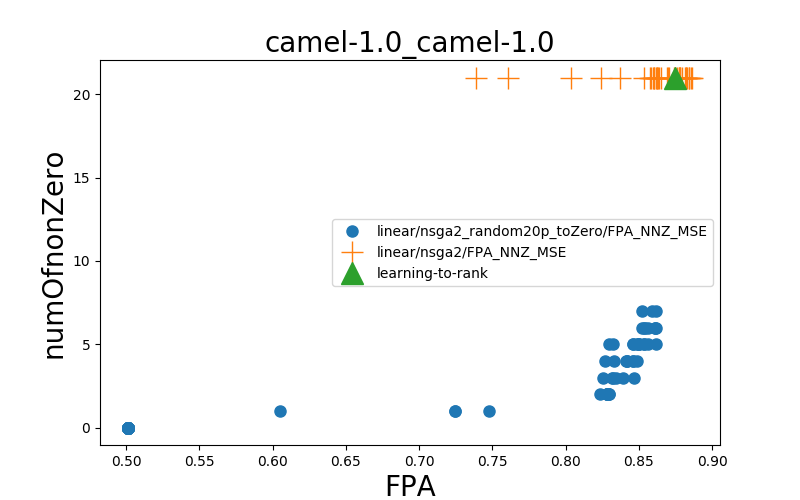 camel-1.0_camel-1.0
numOfnonZero
20
15
10
5
0
linear/nsga2_random20p_toZero/FPA_NNZ_MSE
linear/nsga2/FPA_NNZ_MSE
learning-to-rank
0.50 0.55 0.60 0.65 0.70 0.75 0.80 0.85 0.90
FPA